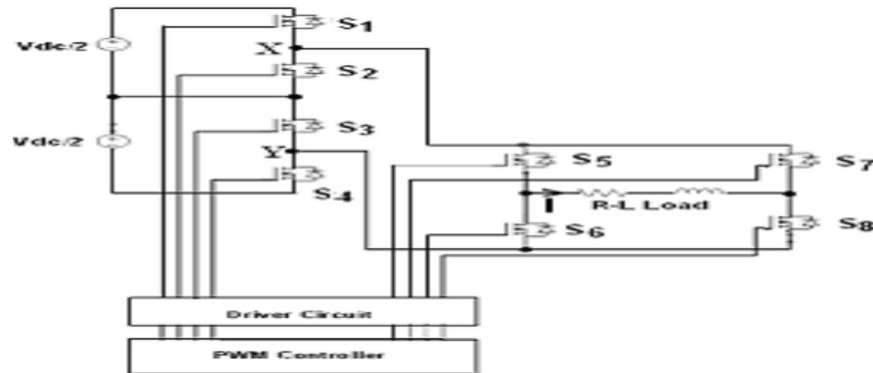 Vdc/2
S1
X
S2
S3
Vdc/2
Y
S4
S5
S7
I
R-L Load
S6
S8
Driver Circuit
PWM Controller